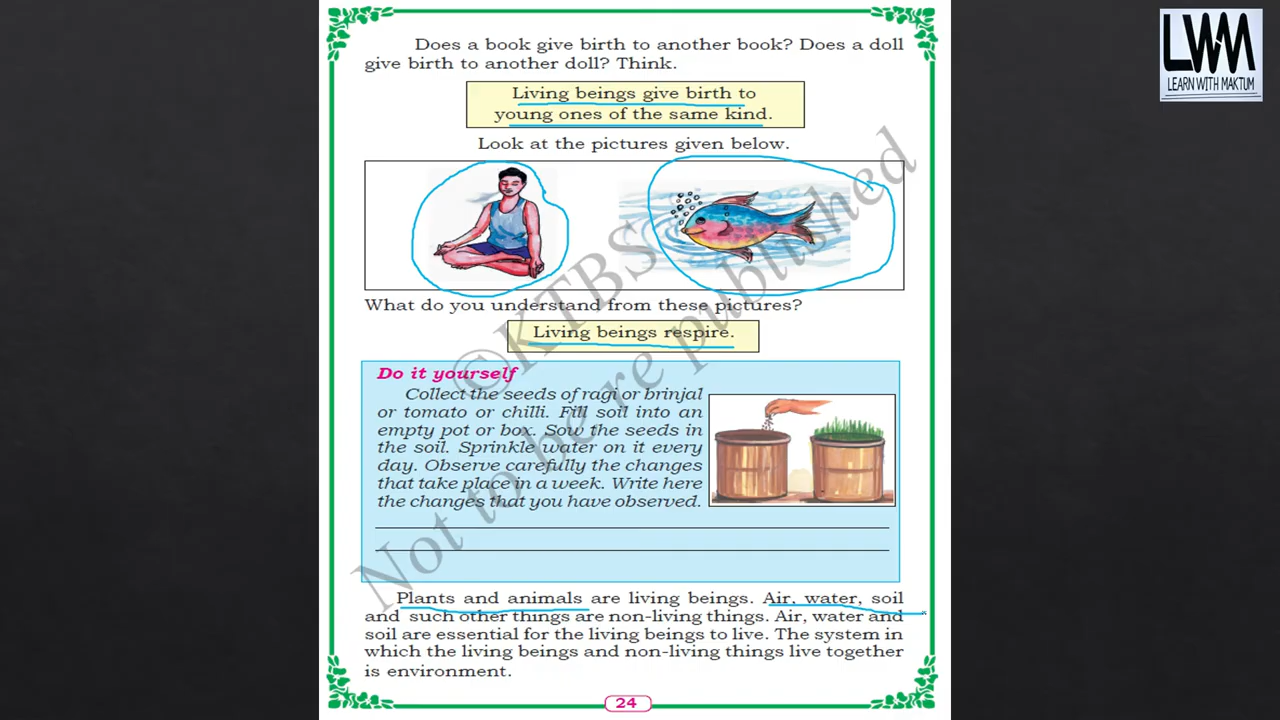 LWM
LEARN WITH MAKTUM
Does a book give birth to another book? Does a doll
give birth to another doll? Think.
Living beings give birth to
young ones of the same kind.
Look at the pictures given below.
What do you understand from these pictures?
Living beings respire.
Do it yourself
Collect the seeds of ragi or brinjal
or tomato or chilli. Fill soil into an
empty pot or box. Sow the seeds in
the soil. Sprinkle water on it every
day. Observe carefully the changes
that take place in a week. Write here
the changes that you have observed.
Plants and animals are living beings. Air, water, soil
and such other things are non-living things. Air, water and
soil are essential for the living beings to live. The system in
which the living beings and non-living things live together
is environment.
24
©KTBS
Not to be republished